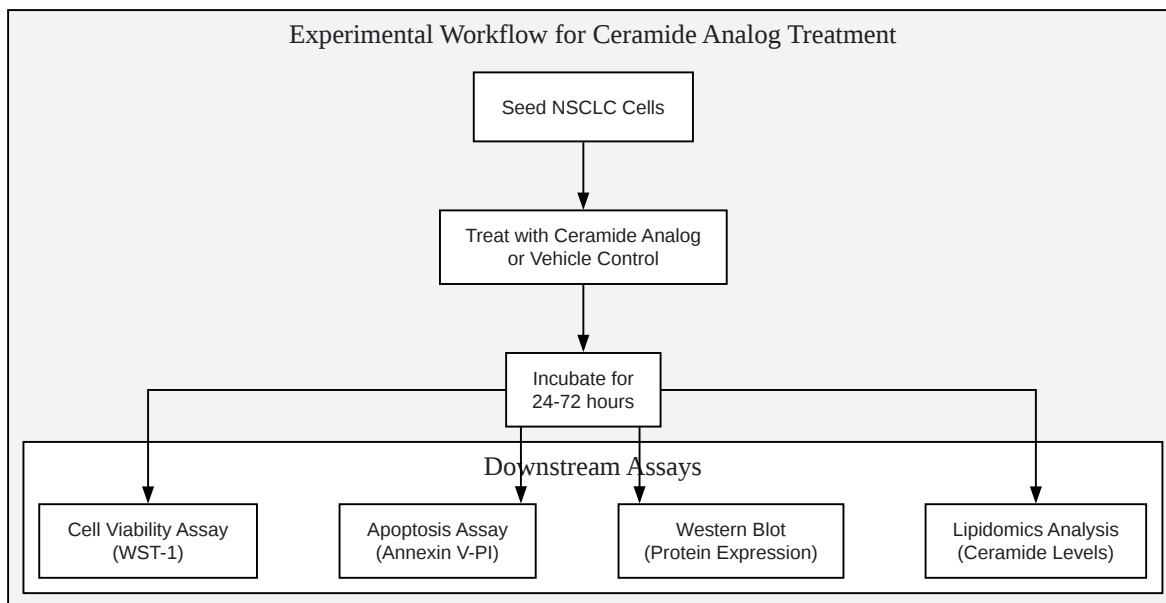 Experimental Workflow for Ceramide Analog Treatment
Seed NSCLC Cells
Treat with Ceramide Analog
or Vehicle Control
Incubate for
24-72 hours
Downstream Assays
Cell Viability Assay
(WST-1)
Apoptosis Assay
(Annexin V-PI)
Western Blot
(Protein Expression)
Lipidomics Analysis
(Ceramide Levels)